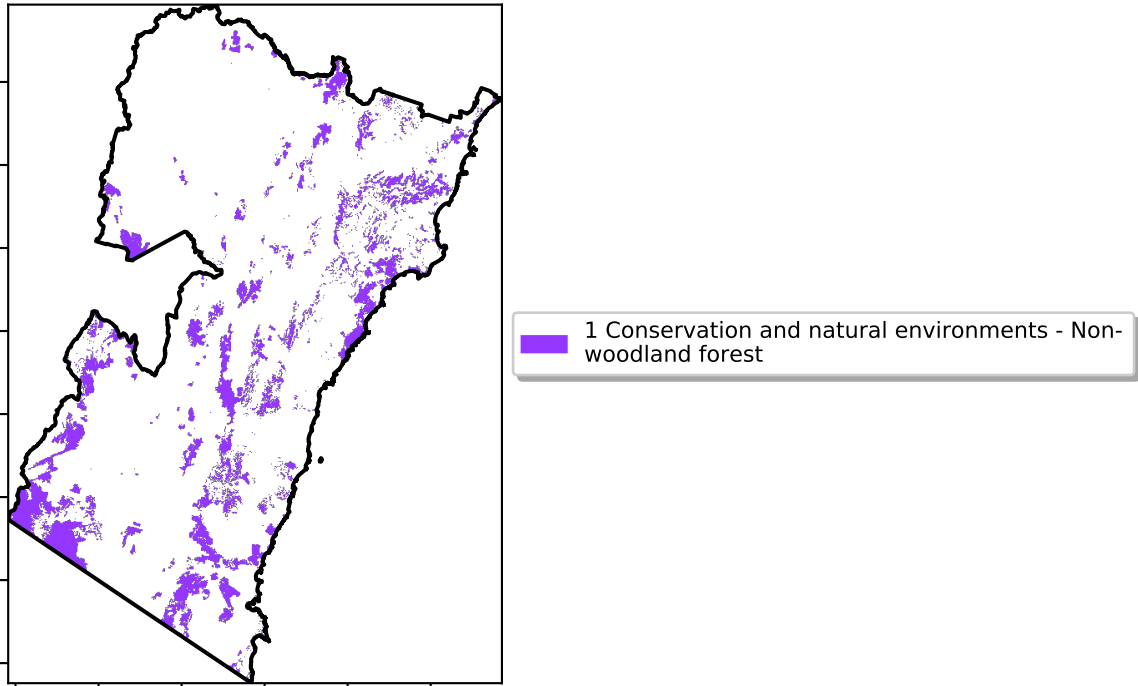 1 Conservation and natural environments - Non-
woodland forest